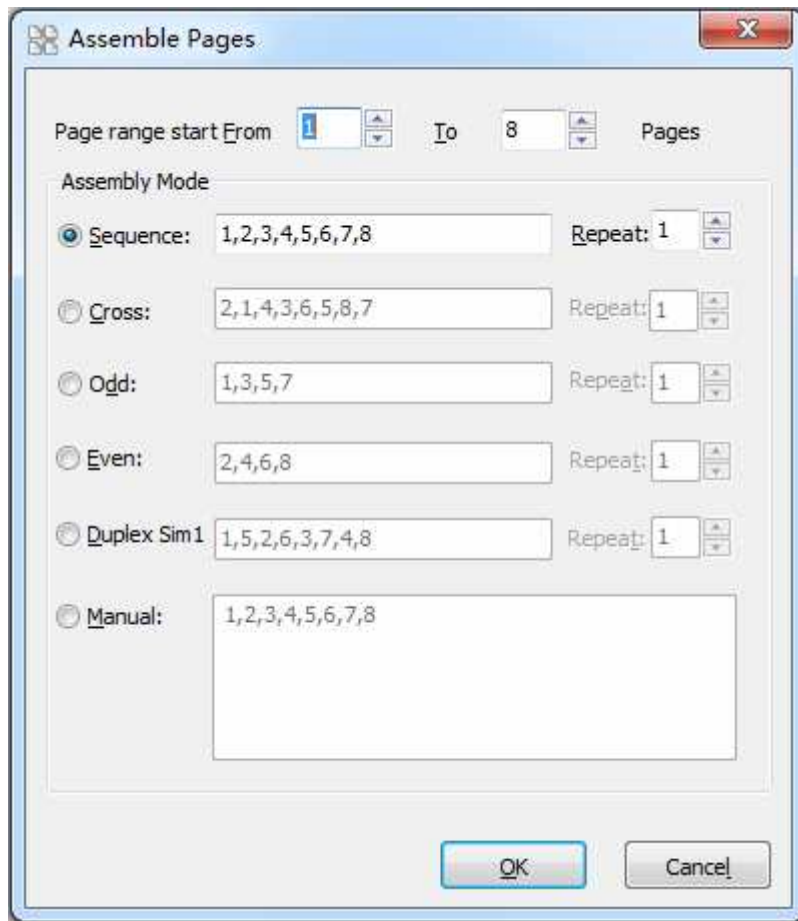 Assemble Pages
Page range start From 1 To 8 Pages
Assembly Mode
Sequence: 1,2,3,4,5,6,7,8 Repeat: 1
Cross: 2,1,4,3,6,5,8,7 Repeat: 1
Odd: 1,3,5,7 Repeat: 1
Even: 2,4,6,8 Repeat: 1
Duplex Sim1 1,5,2,6,3,7,4,8 Repeat: 1
Manual: 1,2,3,4,5,6,7,8
OK Cancel